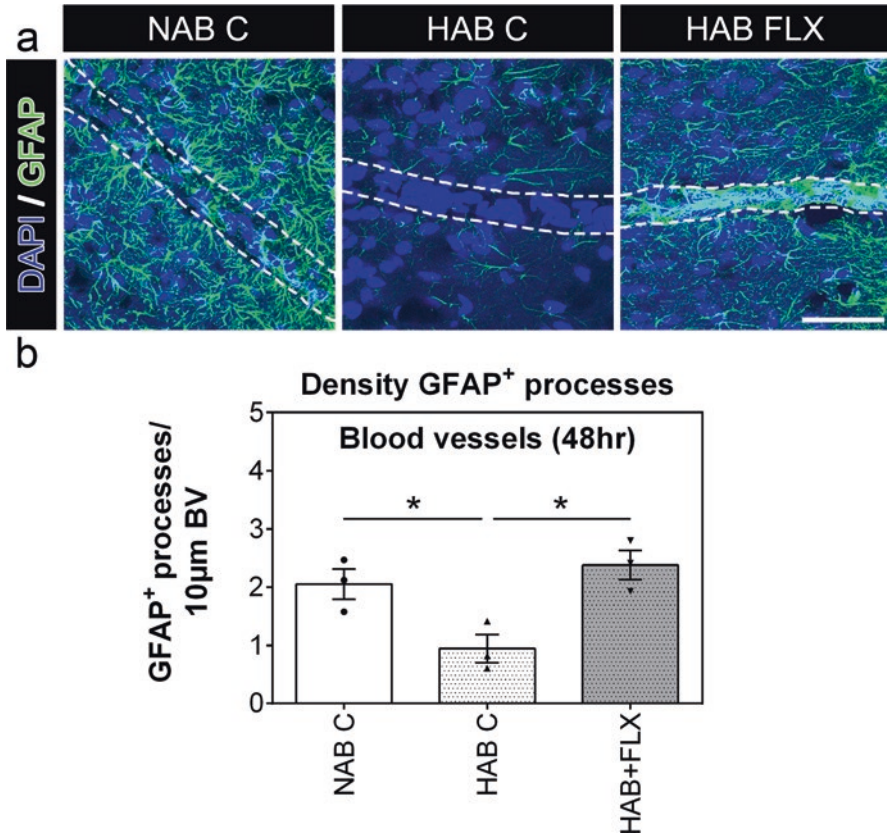 a
NAB C
HAB C
HAB FLX
DAPI / GFAP
b
Density GFAP⁺ processes
Blood vessels (48hr)
GFAP⁺ processes/
10µm BV
5
4
3
2
1
0
*
*
NAB C
HAB C
HAB+FLX